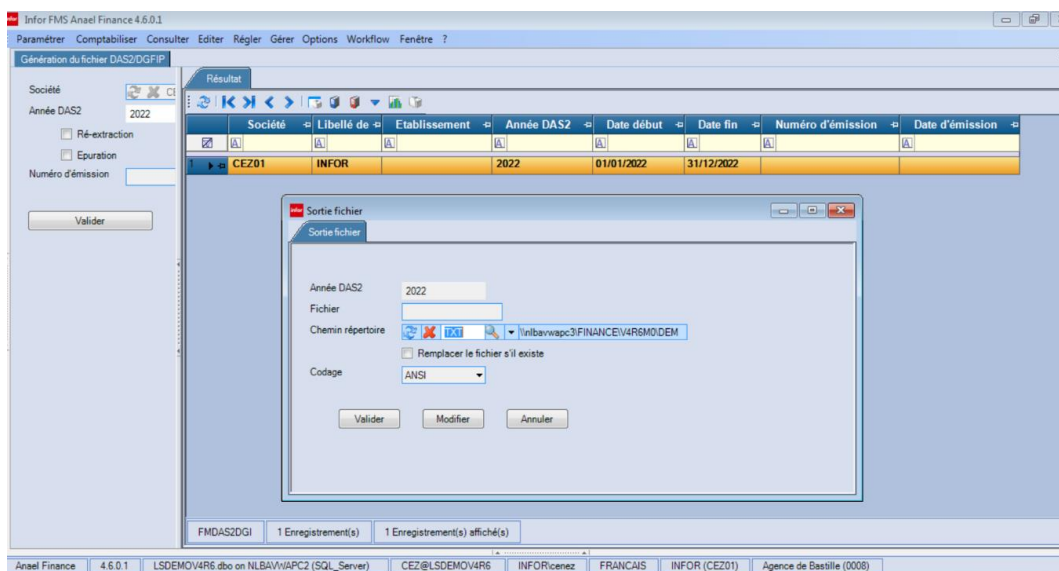 infor Infor FMS Anael Finance 4.6.0.1
Paramétrer Comptabiliser Consulter Editer Régler Gérer Options Workflow Fenêtre ?
Génération du fichier DAS2/DGFIP
Société CE
Année DAS2 2022
Ré-extraction
Epuration
Numéro d'émission
Valider
Résultat
Société Libellé de Etablissement Année DAS2 Date début Date fin Numéro d'émission Date d'émission
A A A A A A A A
1 CEZ01 INFOR 2022 01/01/2022 31/12/2022
infor Sortie fichier
Sortie fichier
Année DAS2 2022
Fichier
Chemin répertoire TXT \\nlbavwapc3\FINANCE\V4R6M0\DEM
Remplacer le fichier s'il existe
Codage ANSI
Valider Modifier Annuler
FMDAS2DGI 1 Enregistrement(s) 1 Enregistrement(s) affiché(s)
Anael Finance 4.6.0.1 LSDEMOV4R6.dbo on NLBAVWAPC2 (SQL_Server) CEZ@LSDEMOV4R6 INFOR\cenez FRANCAIS INFOR (CEZ01) Agence de Bastille (0008)